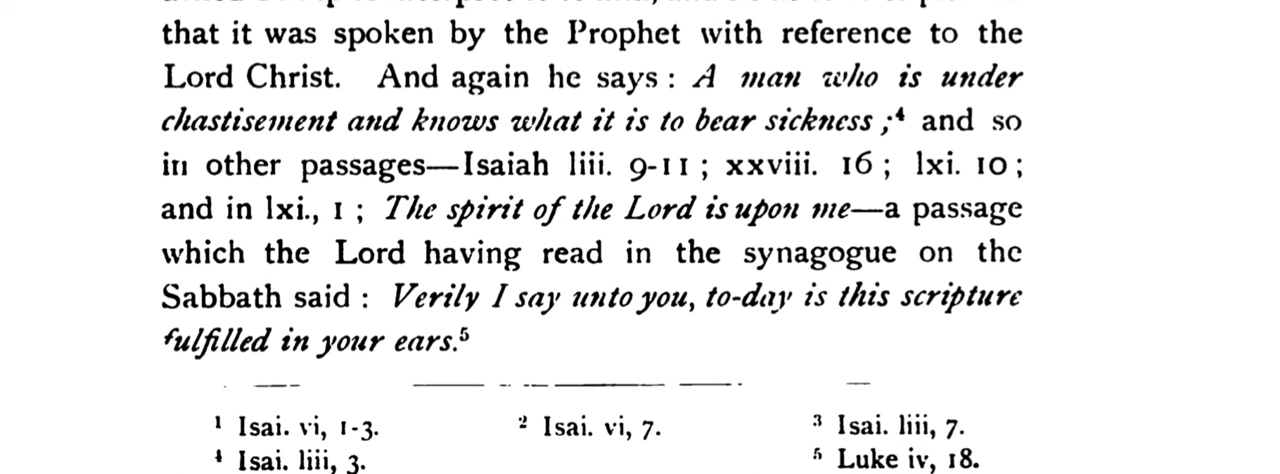 that it was spoken by the Prophet with reference to the
Lord Christ. And again he says : A man who is under
chastisement and knows what it is to bear sickness ;⁴ and so
in other passages—Isaiah liii. 9-11 ; xxviii. 16 ; lxi. 10 ;
and in lxi., 1 ; The spirit of the Lord is upon me—a passage
which the Lord having read in the synagogue on the
Sabbath said : Verily I say unto you, to-day is this scripture
fulfilled in your ears.⁵
¹ Isai. vi, 1-3. ² Isai. vi, 7. ³ Isai. liii, 7.
⁴ Isai. liii, 3. ⁵ Luke iv, 18.